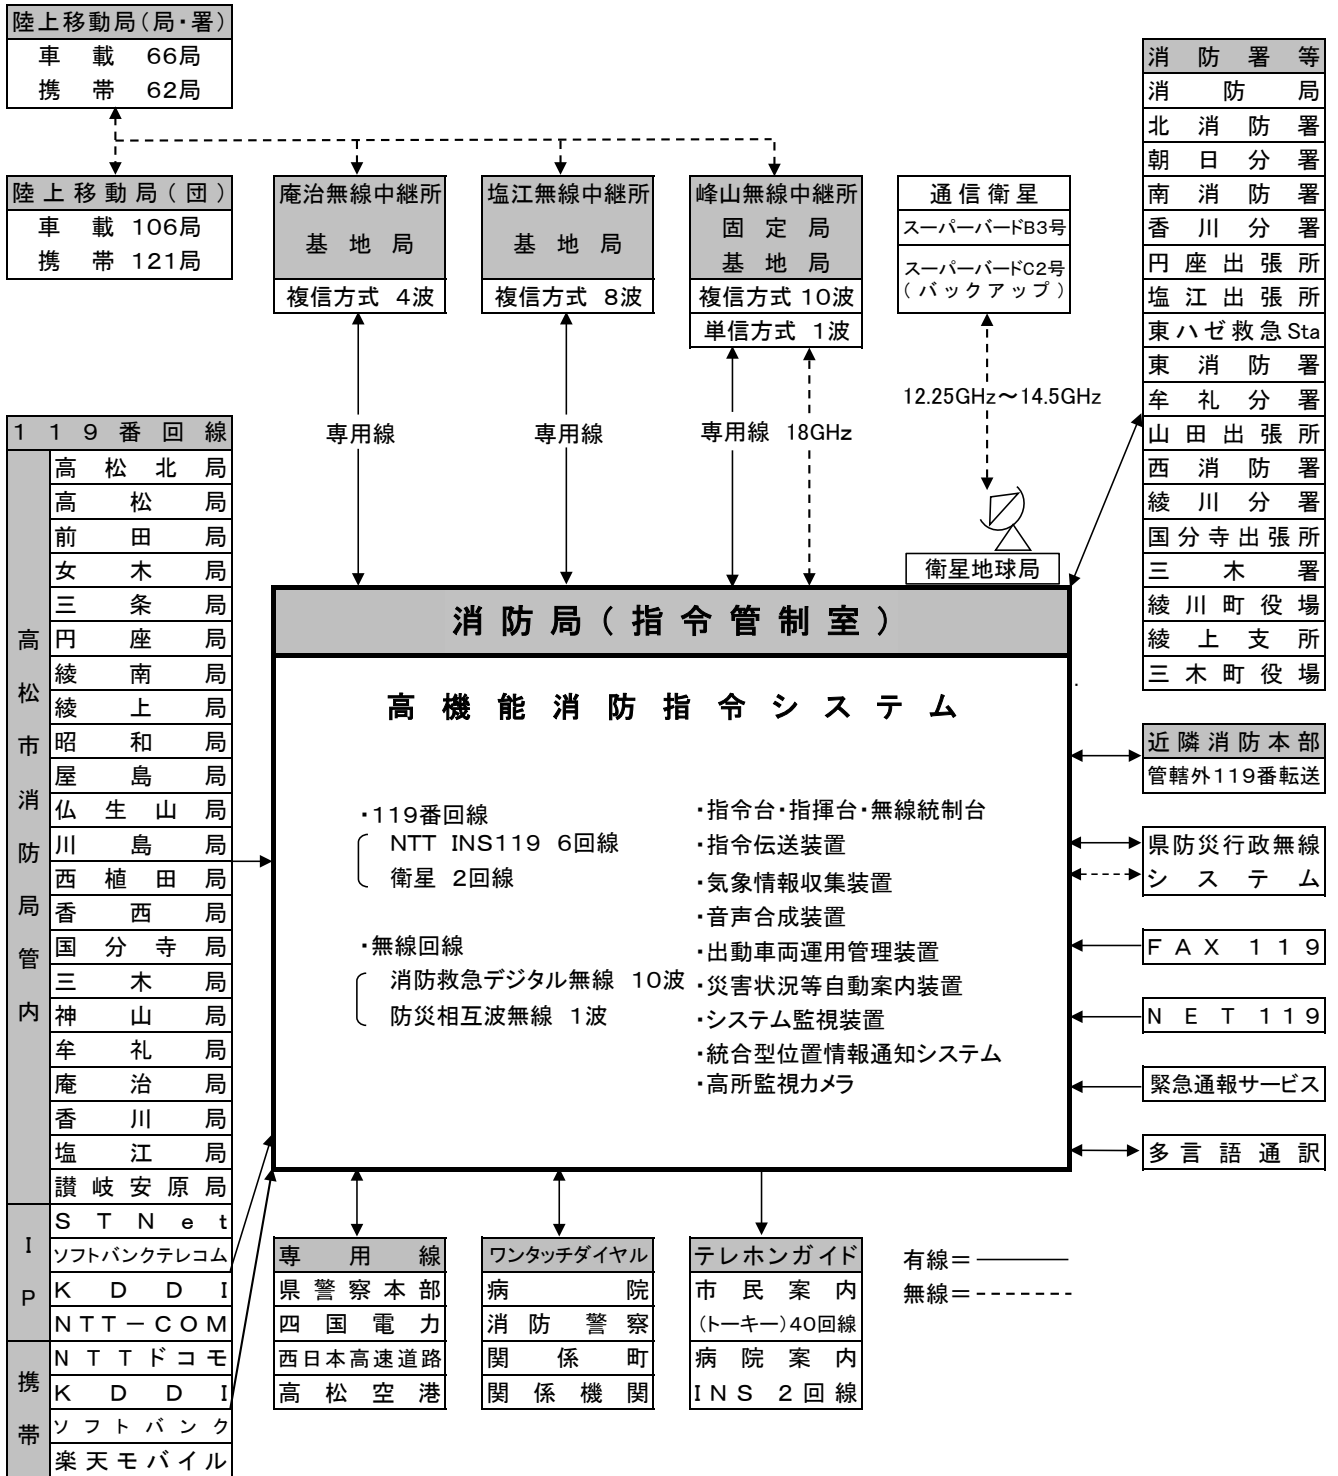 陸上移動局(局・署)
車載 66局
携帯 62局
陸上移動局(団)
車載 106局
携帯 121局
庵治無線中継所
基地局
複信方式 4波
塩江無線中継所
基地局
複信方式 8波
峰山無線中継所
固定局
基地局
複信方式 10波
単信方式 1波
通信衛星
スーパーバードB3号
スーパーバードC2号
(バックアップ)
専用線
専用線
専用線 18GHz
12.25GHz～14.5GHz
衛星地球局
消防署等
消防局
北消防署
朝日分署
南消防署
香川分署
円座出張所
塩江出張所
東ハゼ救急Sta
東消防署
牟礼分署
山田出張所
西消防署
綾川分署
国分寺出張所
三木署
綾川町役場
綾上支所
三木町役場
119番回線
高松市消防局管内
高松北局
高松局
前田局
女木局
三条局
円座局
綾南局
綾上局
昭和局
屋島局
仏生山局
川島局
西植田局
香西局
国分寺局
三木局
神山局
牟礼局
庵治局
香川局
塩江局
讃岐安原局
IP
STNet
ソフトバンクテレコム
KDDI
NTT－COM
携帯
NTTドコモ
KDDI
ソフトバンク
楽天モバイル
消防局(指令管制室)
高機能消防指令システム
・119番回線
NTT INS119 6回線
衛星 2回線
・無線回線
消防救急デジタル無線 10波
防災相互波無線 1波
・指令台・指揮台・無線統制台
・指令伝送装置
・気象情報収集装置
・音声合成装置
・出動車両運用管理装置
・災害状況等自動案内装置
・システム監視装置
・統合型位置情報通知システム
・高所監視カメラ
近隣消防本部
管轄外119番転送
県防災行政無線
システム
FAX 119
NET119
緊急通報サービス
多言語通訳
専用線
県警察本部
四国電力
西日本高速道路
高松空港
ワンタッチダイヤル
病院
消防警察
関係町
関係機関
テレホンガイド
市民案内
(トーキー)40回線
病院案内
INS 2回線
有線＝
無線＝